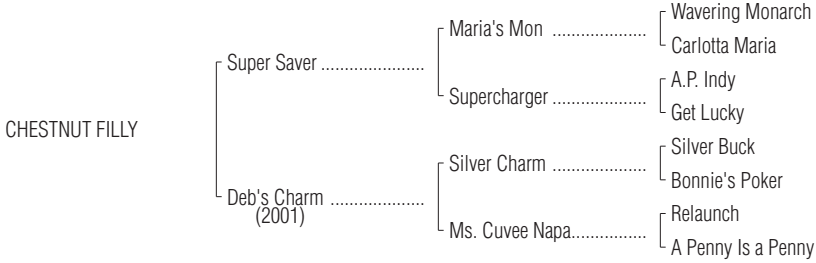 Wavering Monarch
Maria's Mon .....................
Carlotta Maria
Super Saver ......................
A.P. Indy
Supercharger .....................
Get Lucky
CHESTNUT FILLY
Silver Buck
Silver Charm .....................
Bonnie's Poker
Deb's Charm .....................
(2001)
Relaunch
Ms. Cuvee Napa.................
A Penny Is a Penny